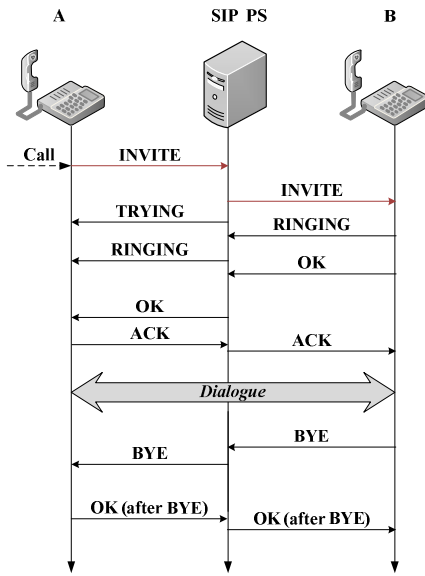 A SIP PS B
Call INVITE
INVITE
TRYING
RINGING
RINGING
OK
OK
ACK
ACK
Dialogue
BYE
BYE
OK (after BYE)
OK (after BYE)